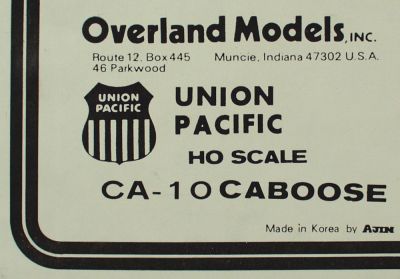 Overland Models, INC.
Route 12, Box 445 Muncie, Indiana 47302 U.S.A.
46 Parkwood
UNION
PACIFIC
UNION
PACIFIC
HO SCALE
CA-10 CABOOSE
Made in Korea by AJIN